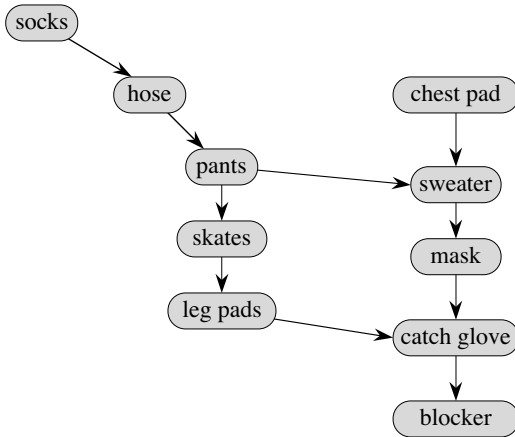 socks
hose
chest pad
pants
sweater
skates
mask
leg pads
catch glove
blocker